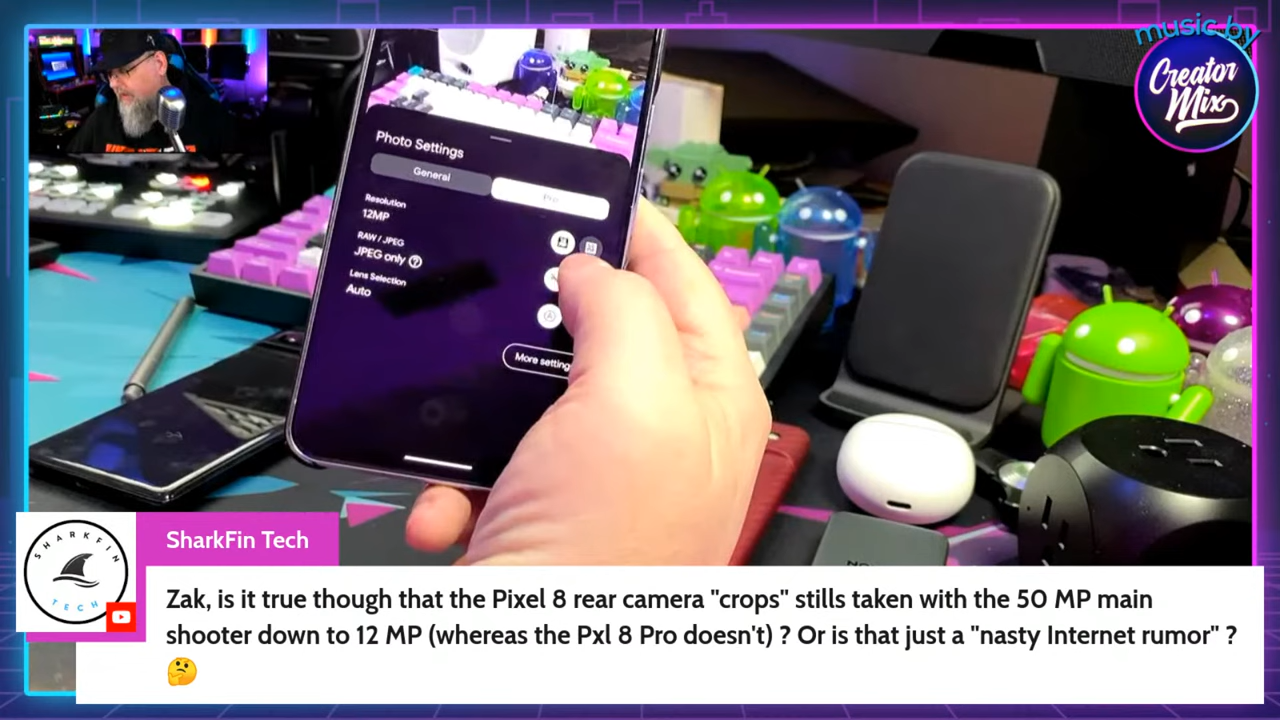 music by
Creator
Mix
Photo Settings
General
Pro
Resolution
12MP
RAW / JPEG
JPEG only
Lens Selection
Auto
More setting
SHARKFIN
TECH
SharkFin Tech
Zak, is it true though that the Pixel 8 rear camera "crops" stills taken with the 50 MP main
shooter down to 12 MP (whereas the Pxl 8 Pro doesn't) ? Or is that just a "nasty Internet rumor" ?
🤔